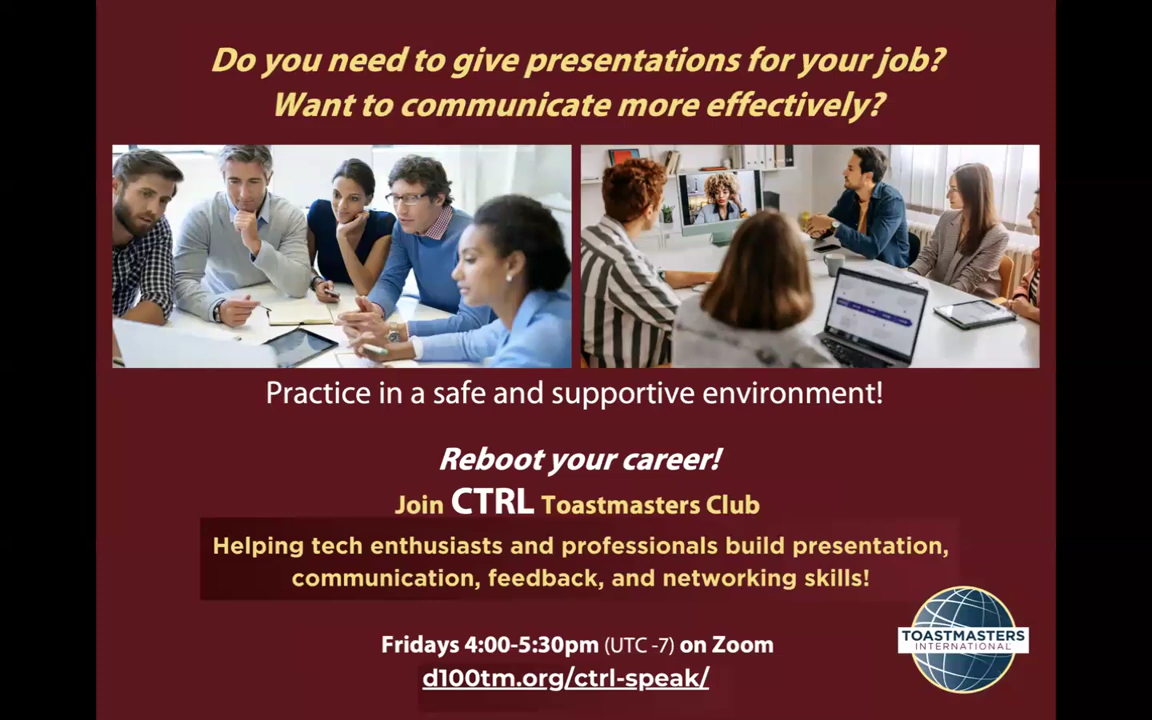 Do you need to give presentations for your job?
Want to communicate more effectively?
Practice in a safe and supportive environment!
Reboot your career!
Join CTRL Toastmasters Club
Helping tech enthusiasts and professionals build presentation,
communication, feedback, and networking skills!
Fridays 4:00-5:30pm (UTC -7) on Zoom
d100tm.org/ctrl-speak/
TOASTMASTERS
INTERNATIONAL